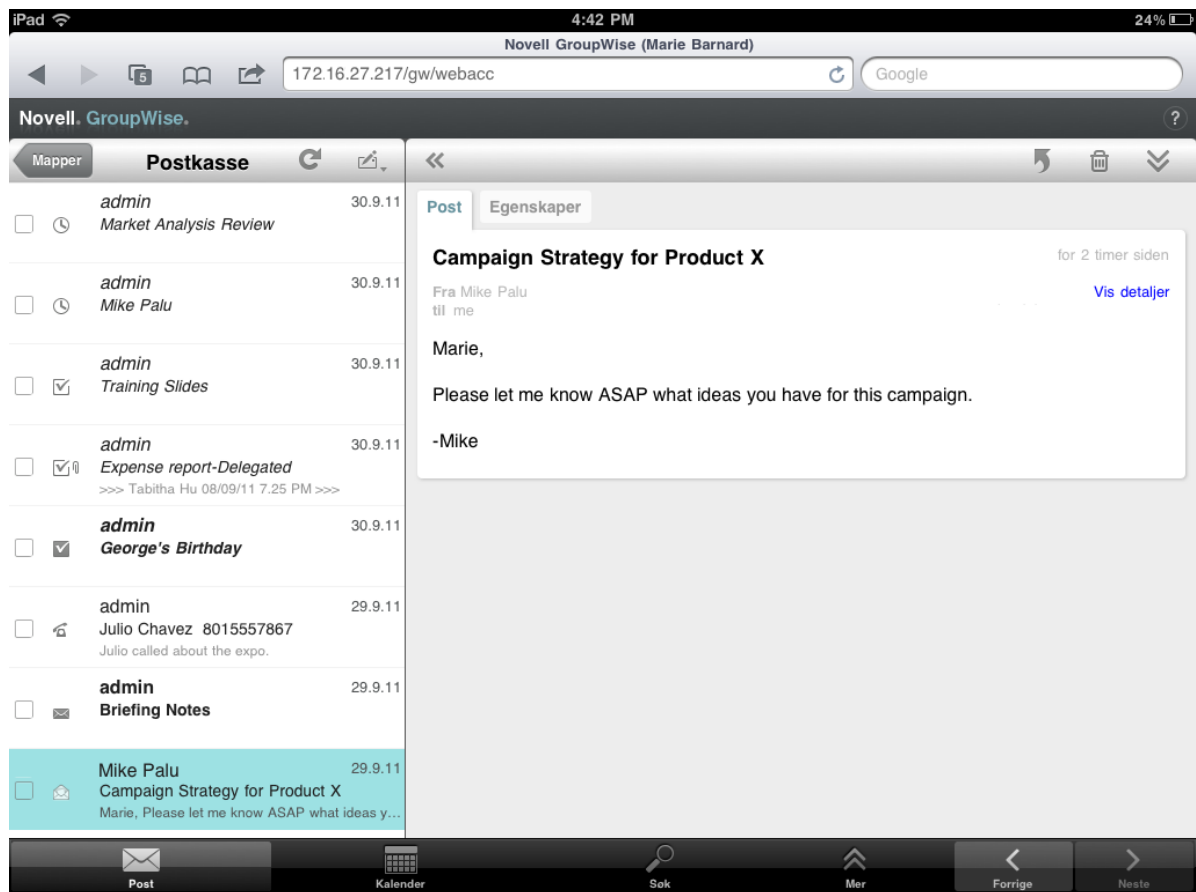 iPad 4:42 PM 24%
Novell GroupWise (Marie Barnard)
5 172.16.27.217/gw/webacc Google
Novell. GroupWise. ?
Mapper Postkasse
admin 30.9.11
Market Analysis Review
admin 30.9.11
Mike Palu
admin 30.9.11
Training Slides
admin 30.9.11
Expense report-Delegated
>>> Tabitha Hu 08/09/11 7.25 PM >>>
admin 30.9.11
George's Birthday
admin 29.9.11
Julio Chavez 8015557867
Julio called about the expo.
admin 29.9.11
Briefing Notes
Mike Palu 29.9.11
Campaign Strategy for Product X
Marie, Please let me know ASAP what ideas y...
Post Egenskaper
Campaign Strategy for Product X for 2 timer siden
Fra Mike Palu Vis detaljer
til me
Marie,
Please let me know ASAP what ideas you have for this campaign.
-Mike
Post Kalender Søk Mer Forrige Neste